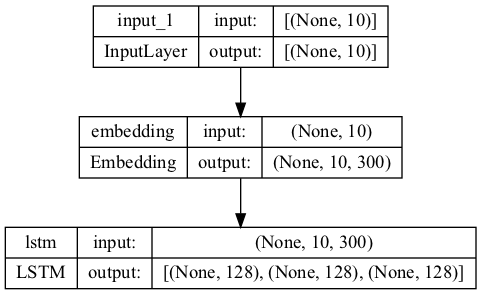 input_1 input: [(None, 10)]
InputLayer output: [(None, 10)]
embedding input: (None, 10)
Embedding output: (None, 10, 300)
lstm input: (None, 10, 300)
LSTM output: [(None, 128), (None, 128), (None, 128)]